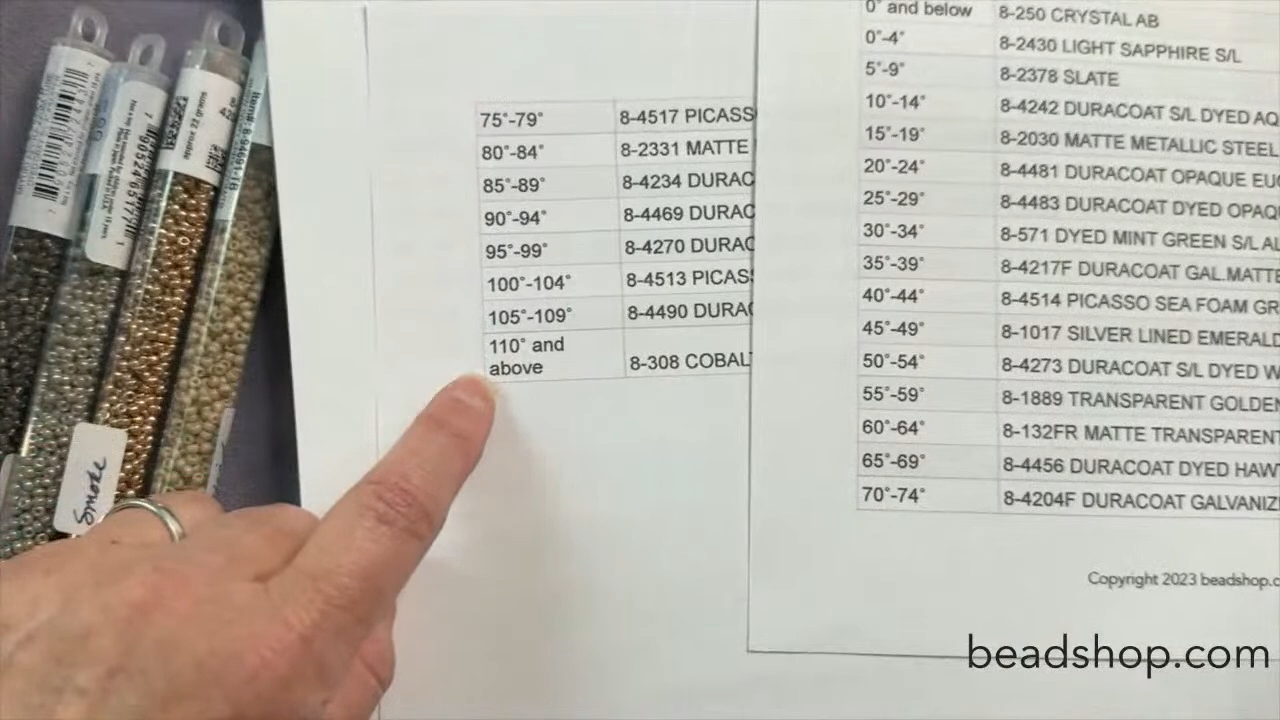 0° and below 8-250 CRYSTAL AB
0°-4° 8-2430 LIGHT SAPPHIRE S/L
5°-9° 8-2378 SLATE
10°-14° 8-4242 DURACOAT S/L DYED AQ
15°-19° 8-2030 MATTE METALLIC STEEL
20°-24° 8-4481 DURACOAT OPAQUE EU
25°-29° 8-4483 DURACOAT DYED OPAQ
30°-34° 8-571 DYED MINT GREEN S/L AL
35°-39° 8-4217F DURACOAT GAL.MATTE
40°-44° 8-4514 PICASSO SEA FOAM GR
45°-49° 8-1017 SILVER LINED EMERALD
50°-54° 8-4273 DURACOAT S/L DYED W
55°-59° 8-1889 TRANSPARENT GOLDEN
60°-64° 8-132FR MATTE TRANSPARENT
65°-69° 8-4456 DURACOAT DYED HAW
70°-74° 8-4204F DURACOAT GALVANIZ
Copyright 2023 beadshop.c
75°-79° 8-4517 PICASS
80°-84° 8-2331 MATTE
85°-89° 8-4234 DURAC
90°-94° 8-4469 DURAC
95°-99° 8-4270 DURAC
100°-104° 8-4513 PICAS
105°-109° 8-4490 DURA
110° and
above 8-308 COBAL
Smoke
beadshop.com